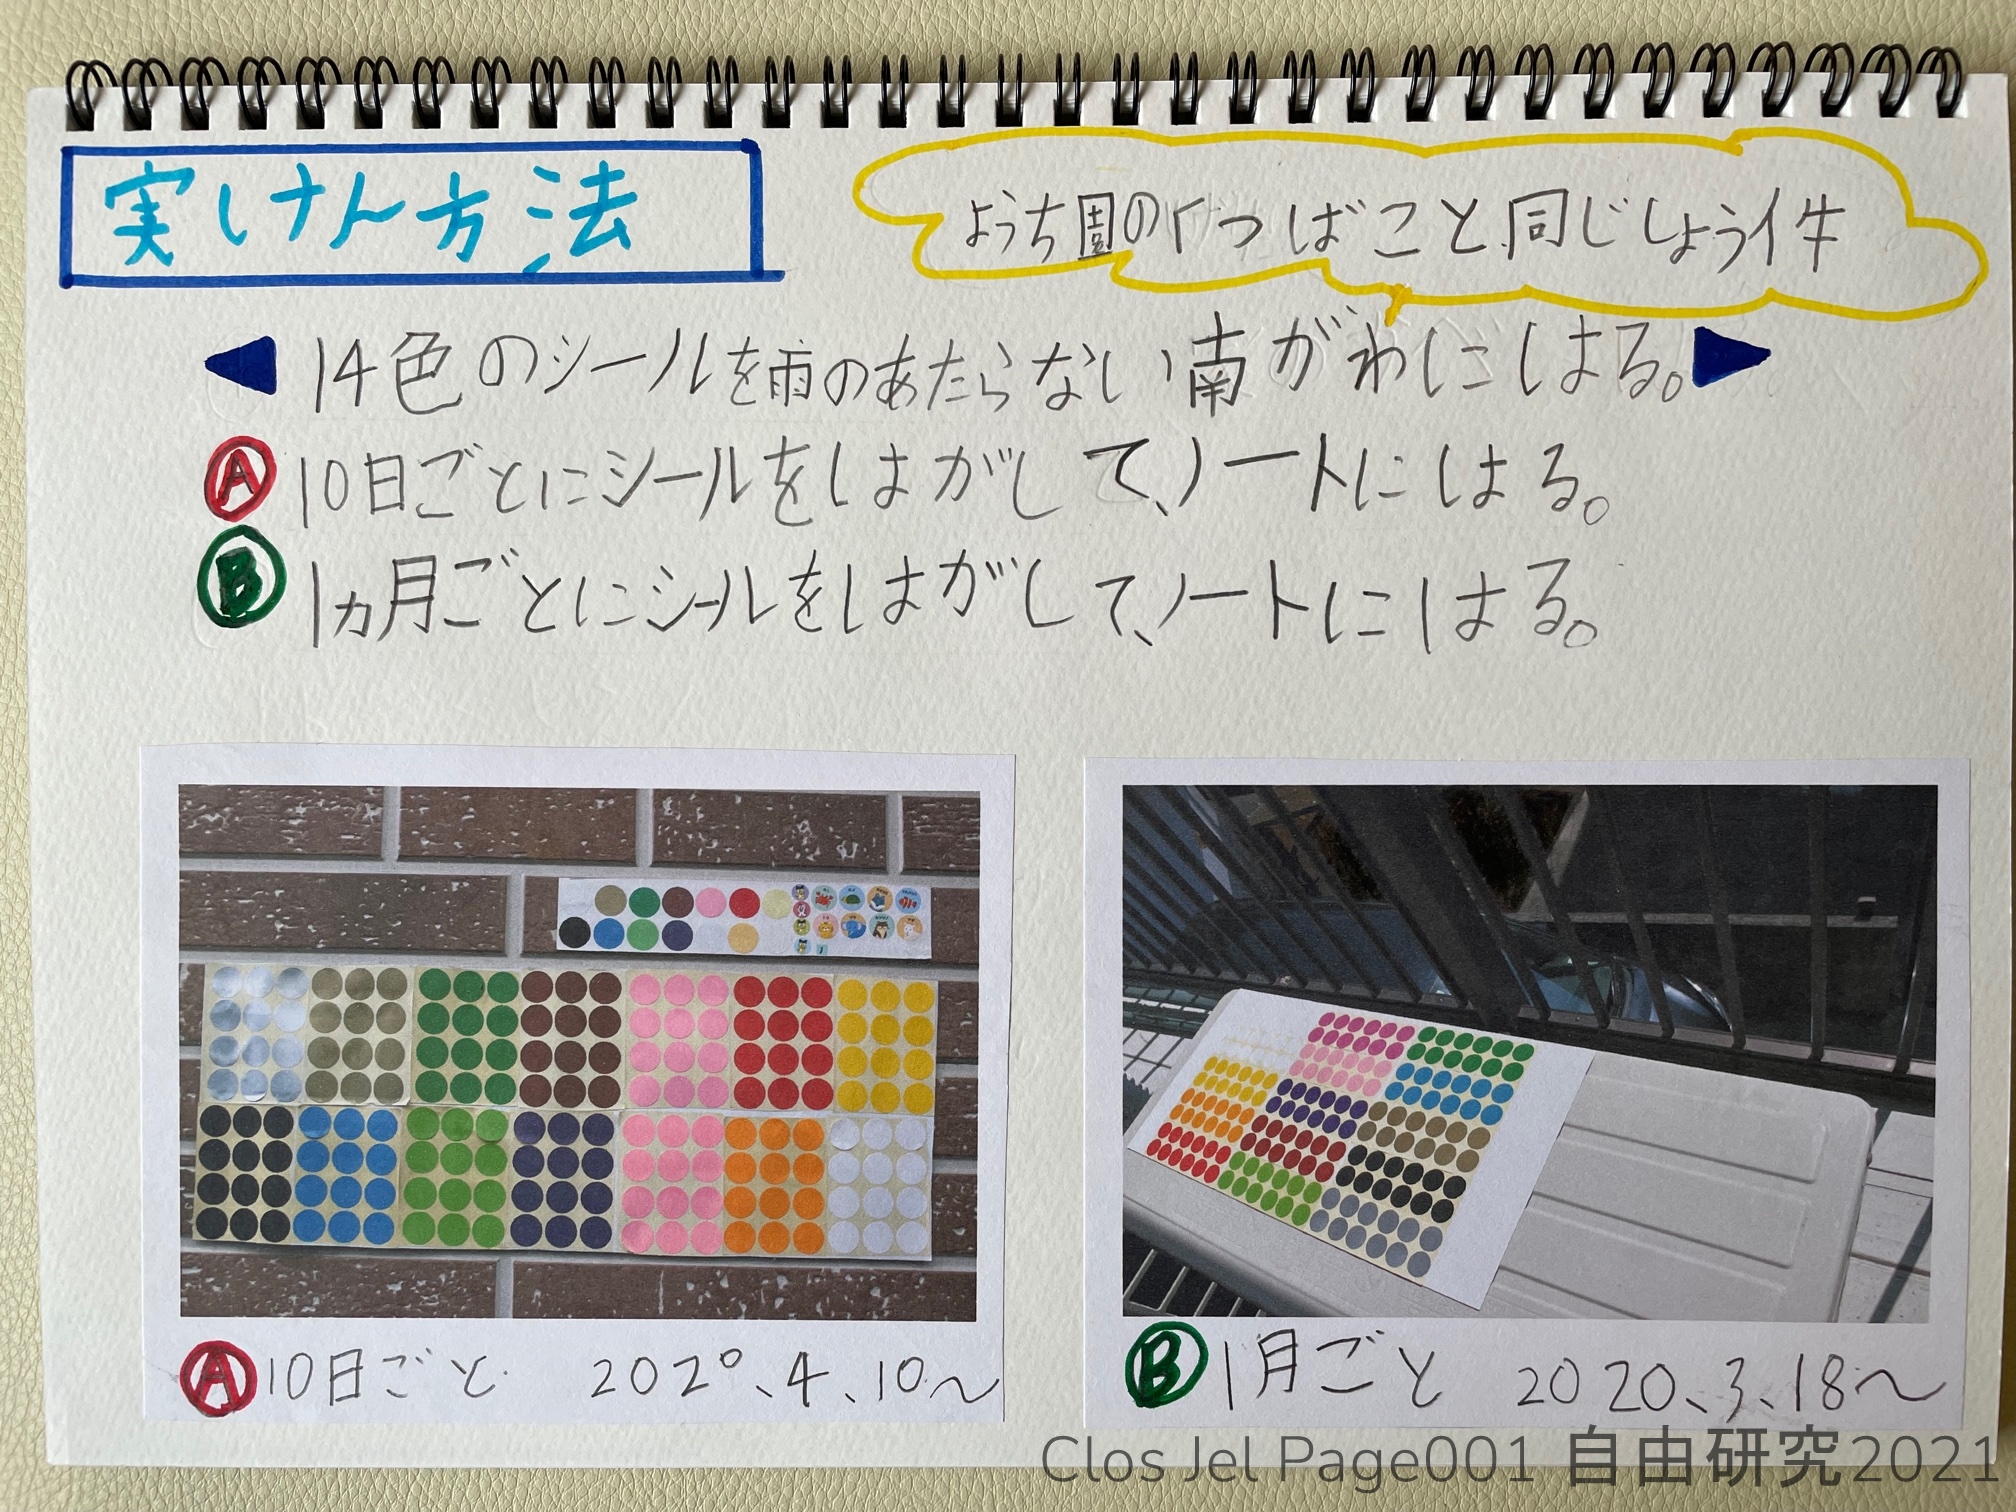 実けん方法
ようち園のくつばこと同じじょう件
14色のシールを雨のあたらない南がわにはる。
A 10日ごとにシールをはがして、ノートにはる。
B 1ヵ月ごとにシールをはがして、ノートにはる。
A 10日ごと 2020、4、10〜
B 1月ごと 2020、3、18〜
Clos Jel Page001 自由研究2021